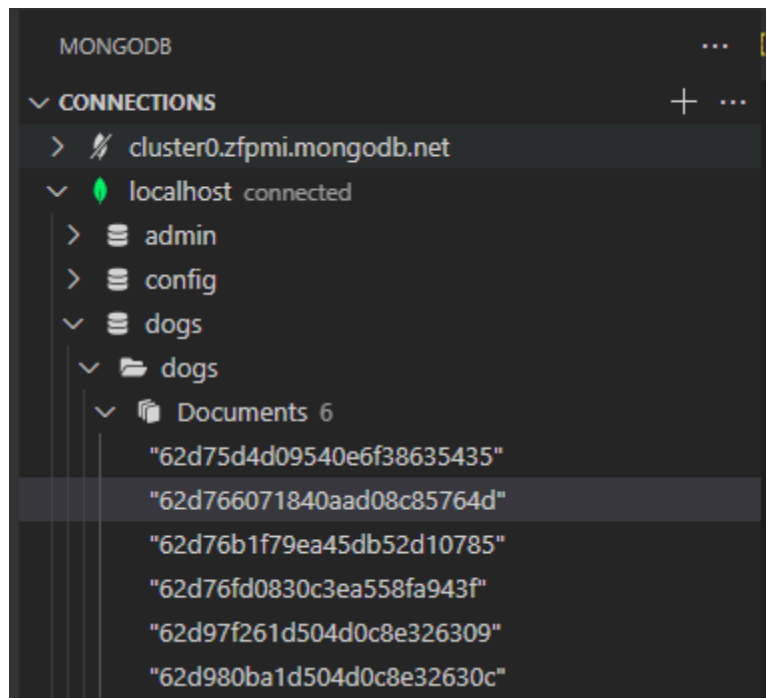 MONGODB ...
CONNECTIONS
cluster0.zfpmi.mongodb.net
localhost connected
admin
config
dogs
dogs
Documents 6
"62d75d4d09540e6f38635435"
"62d766071840aad08c85764d"
"62d76b1f79ea45db52d10785"
"62d76fd0830c3ea558fa943f"
"62d97f261d504d0c8e326309"
"62d980ba1d504d0c8e32630c"